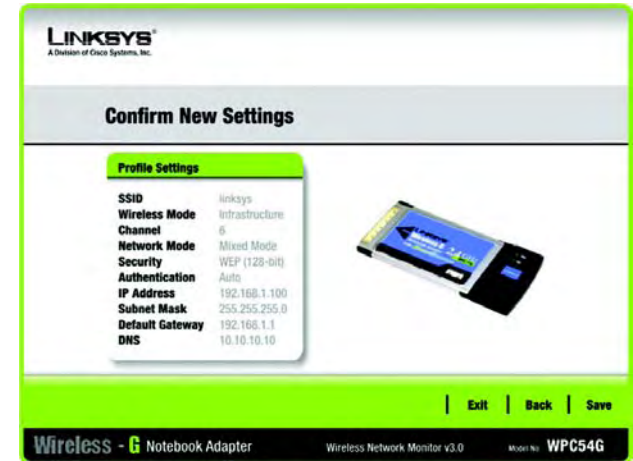 LINKSYS®
A Division of Cisco Systems, Inc.
Confirm New Settings
Profile Settings
SSID linksys
Wireless Mode Infrastructure
Channel 6
Network Mode Mixed Mode
Security WEP (128-bit)
Authentication Auto
IP Address 192.168.1.100
Subnet Mask 255.255.255.0
Default Gateway 192.168.1.1
DNS 10.10.10.10
LINKSYS
Wireless G
Exit | Back | Save
Wireless - G Notebook Adapter
Wireless Network Monitor v3.0
Model No WPC54G